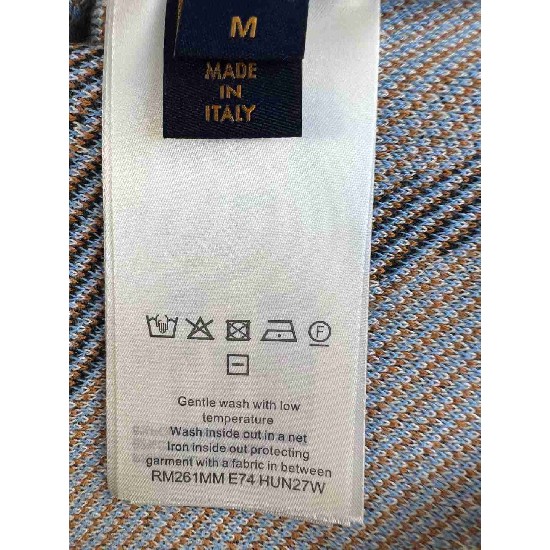 M
MADE
IN
ITALY
F
Gentle wash with low
temperature
Wash inside out in a net
Iron inside out protecting
garment with a fabric in between
RM261MM E74 HUN27W